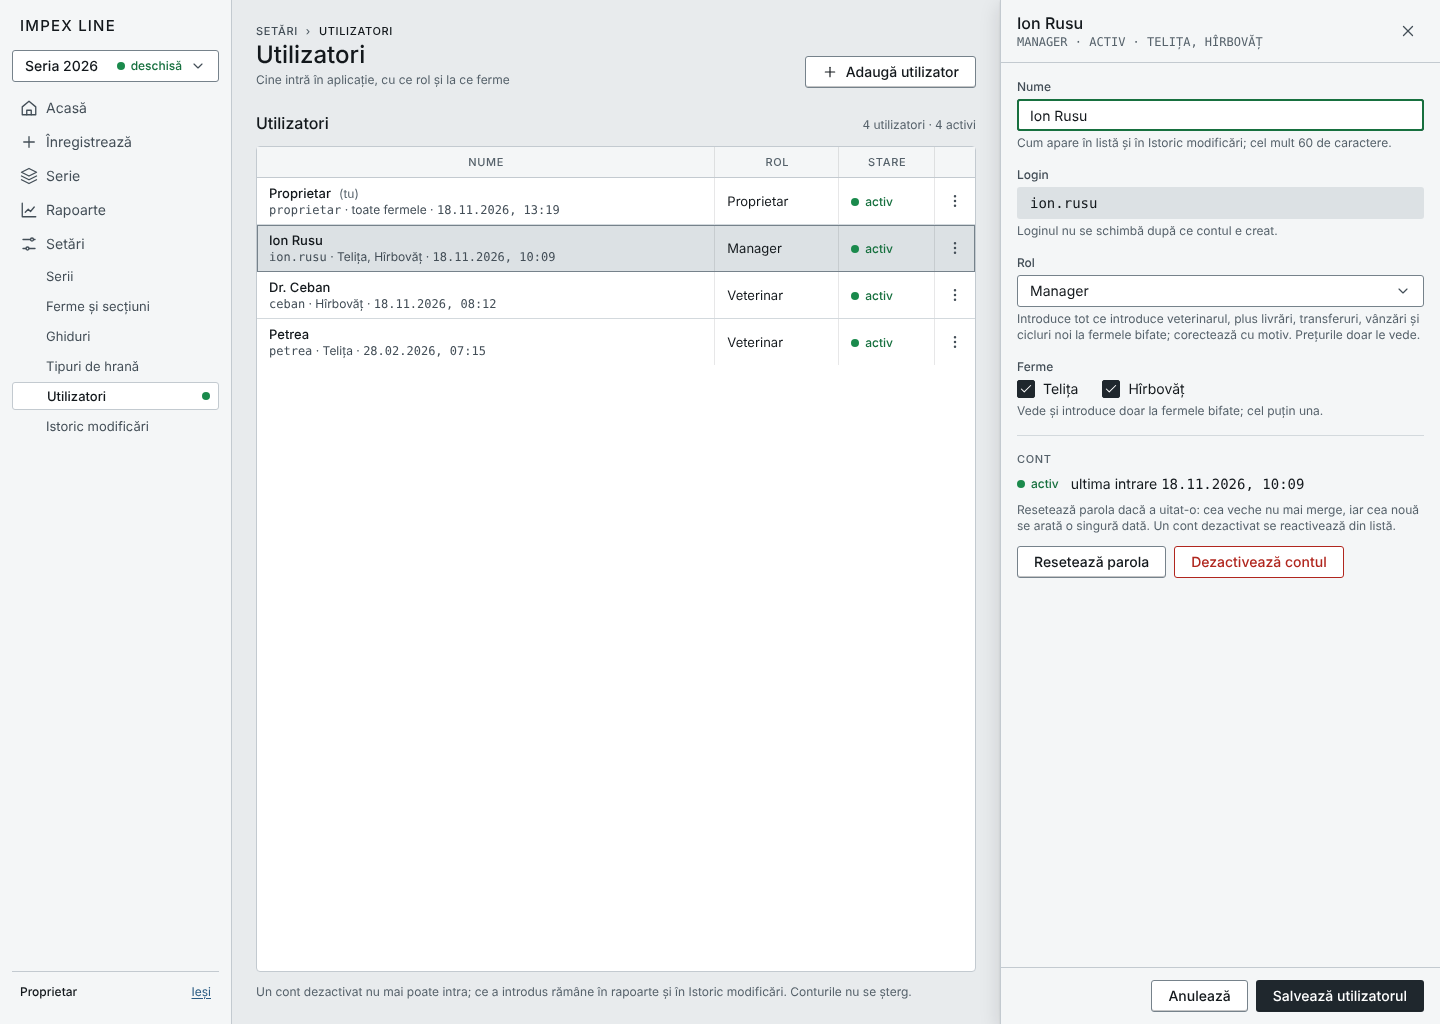 IMPEX LINE
Seria 2026 deschisă
Acasă
Înregistrează
Serie
Rapoarte
Setări
Serii
Ferme și secțiuni
Ghiduri
Tipuri de hrană
Utilizatori
Istoric modificări
Proprietar Ieși
SETĂRI › UTILIZATORI
Utilizatori
Cine intră în aplicație, cu ce rol și la ce ferme
Adaugă utilizator
Utilizatori
4 utilizatori · 4 activi
NUME ROL STARE
Proprietar (tu)
proprietar · toate fermele · 18.11.2026, 13:19
Proprietar
activ
Ion Rusu
ion.rusu · Telița, Hîrbovăț · 18.11.2026, 10:09
Manager
activ
Dr. Ceban
ceban · Hîrbovăț · 18.11.2026, 08:12
Veterinar
activ
Petrea
petrea · Telița · 28.02.2026, 07:15
Veterinar
activ
Un cont dezactivat nu mai poate intra; ce a introdus rămâne în rapoarte și în Istoric modificări. Conturile nu se șterg.
Ion Rusu
MANAGER · ACTIV · TELIȚA, HÎRBOVĂȚ
Nume
Ion Rusu
Cum apare în listă și în Istoric modificări; cel mult 60 de caractere.
Login
ion.rusu
Loginul nu se schimbă după ce contul e creat.
Rol
Manager
Introduce tot ce introduce veterinarul, plus livrări, transferuri, vânzări și
cicluri noi la fermele bifate; corectează cu motiv. Prețurile doar le vede.
Ferme
Telița Hîrbovăț
Vede și introduce doar la fermele bifate; cel puțin una.
CONT
activ ultima intrare 18.11.2026, 10:09
Resetează parola dacă a uitat-o: cea veche nu mai merge, iar cea nouă
se arată o singură dată. Un cont dezactivat se reactivează din listă.
Resetează parola Dezactivează contul
Anulează Salvează utilizatorul